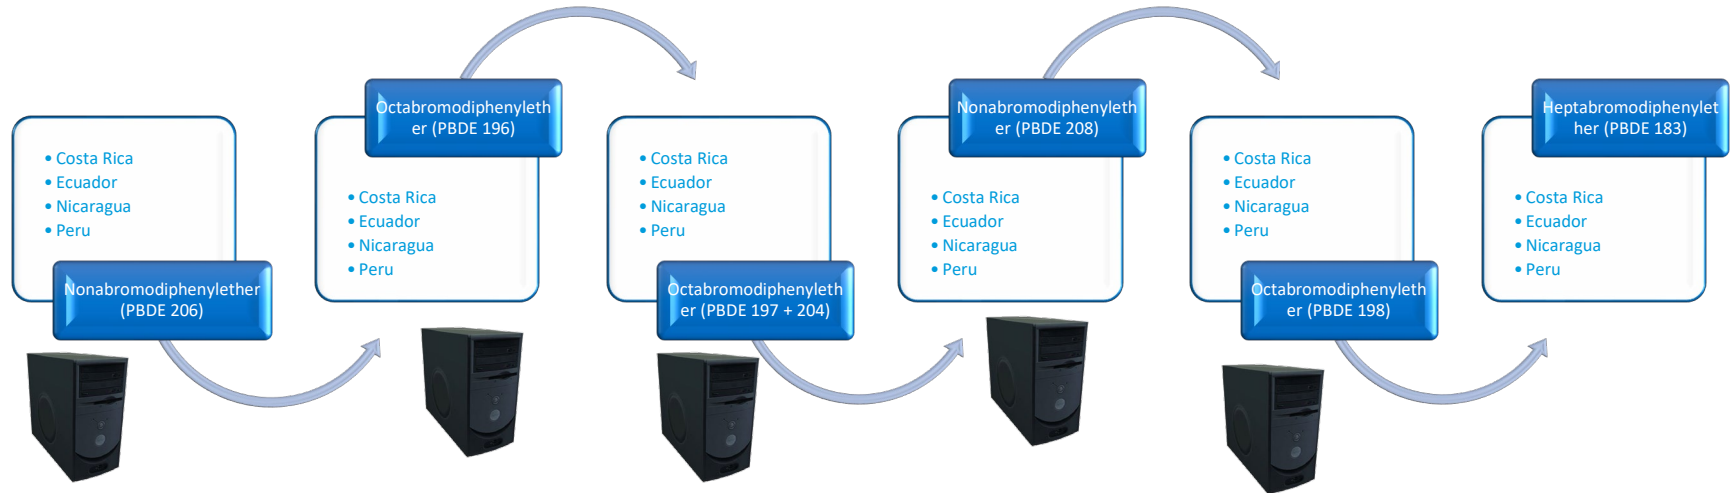 • Costa Rica
• Ecuador
• Nicaragua
• Peru
Nonabromodiphenylether
(PBDE 206)
Octabromodiphenyleth
er (PBDE 196)
• Costa Rica
• Ecuador
• Nicaragua
• Peru
• Costa Rica
• Ecuador
• Nicaragua
• Peru
Octabromodiphenyleth
er (PBDE 197 + 204)
Nonabromodiphenyleth
er (PBDE 208)
• Costa Rica
• Ecuador
• Nicaragua
• Peru
• Costa Rica
• Ecuador
• Nicaragua
• Peru
Octabromodiphenyleth
er (PBDE 198)
Heptabromodiphenylet
her (PBDE 183)
• Costa Rica
• Ecuador
• Nicaragua
• Peru